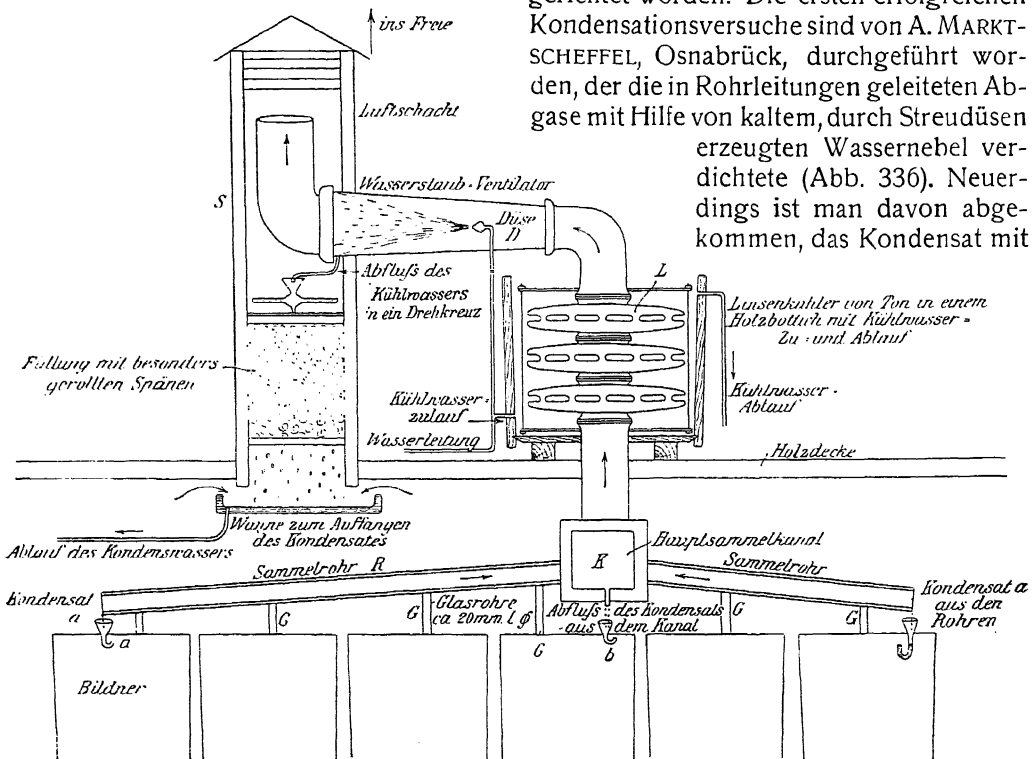 gerichtet worden. Die ersten erfolgreichen
Kondensationsversuche sind von A. MARKT-
SCHEFFEL, Osnabrück, durchgeführt wor-
den, der die in Rohrleitungen geleiteten Ab-
gase mit Hilfe von kaltem, durch Streudüsen
erzeugten Wassernebel ver-
dichtete (Abb. 336). Neuer-
dings ist man davon abge-
kommen, das Kondensat mit
ins Freie
Luftschacht
S
Wasserstaub-Ventilator
Düse
D
L
Abfluſs des
Kühlwassers
in ein Drehkreuz
Luisenkühler von Ton in einem
Holzbottich mit Kühlwasser-
Zu- und Ablauf
Füllung mit besonders
gerollten Spänen
Kühlwasser-
zulauf
Wasserleitung
Kühlwasser-
Ablauf
Holzdecke
Wanne zum Auffangen
des Kondensates
Ablauf des Kondenswassers
Hauptsammelkanal
K
Sammelrohr R
Sammelrohr
Kondensat
a
a
G
G
Glasrohre
ca 20mm. l. φ
G
Abfluſs des Kondensats
aus dem Kanal
b
G
G
Kondensat a
aus den
Rohren
Bildner